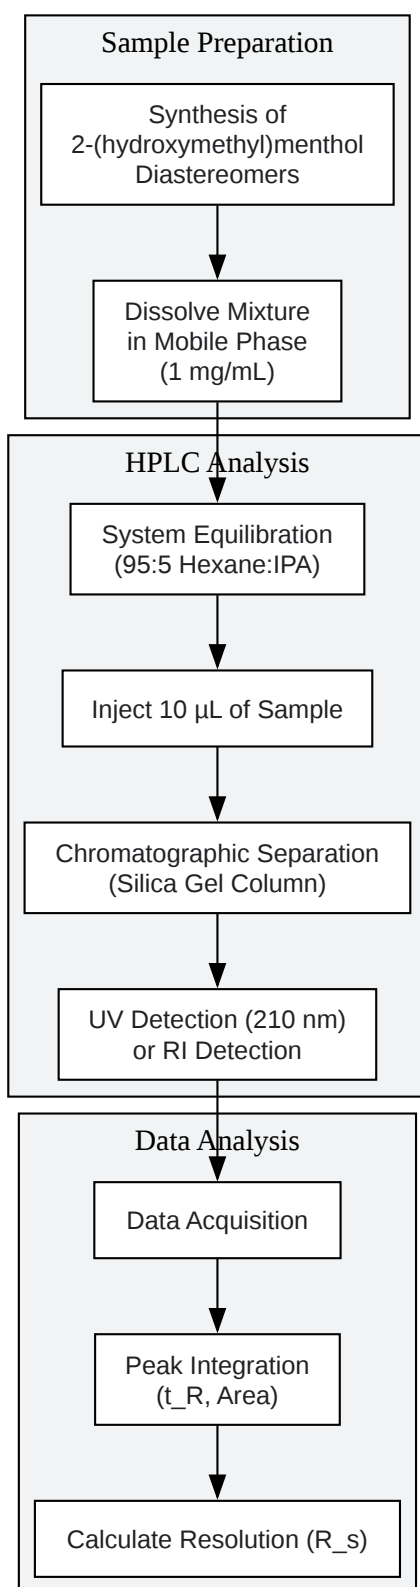 Sample Preparation
Synthesis of
2-(hydroxymethyl)menthol
Diastereomers
Dissolve Mixture
in Mobile Phase
(1 mg/mL)
HPLC Analysis
System Equilibration
(95:5 Hexane:IPA)
Inject 10 µL of Sample
Chromatographic Separation
(Silica Gel Column)
UV Detection (210 nm)
or RI Detection
Data Analysis
Data Acquisition
Peak Integration
(t_R, Area)
Calculate Resolution (R_s)